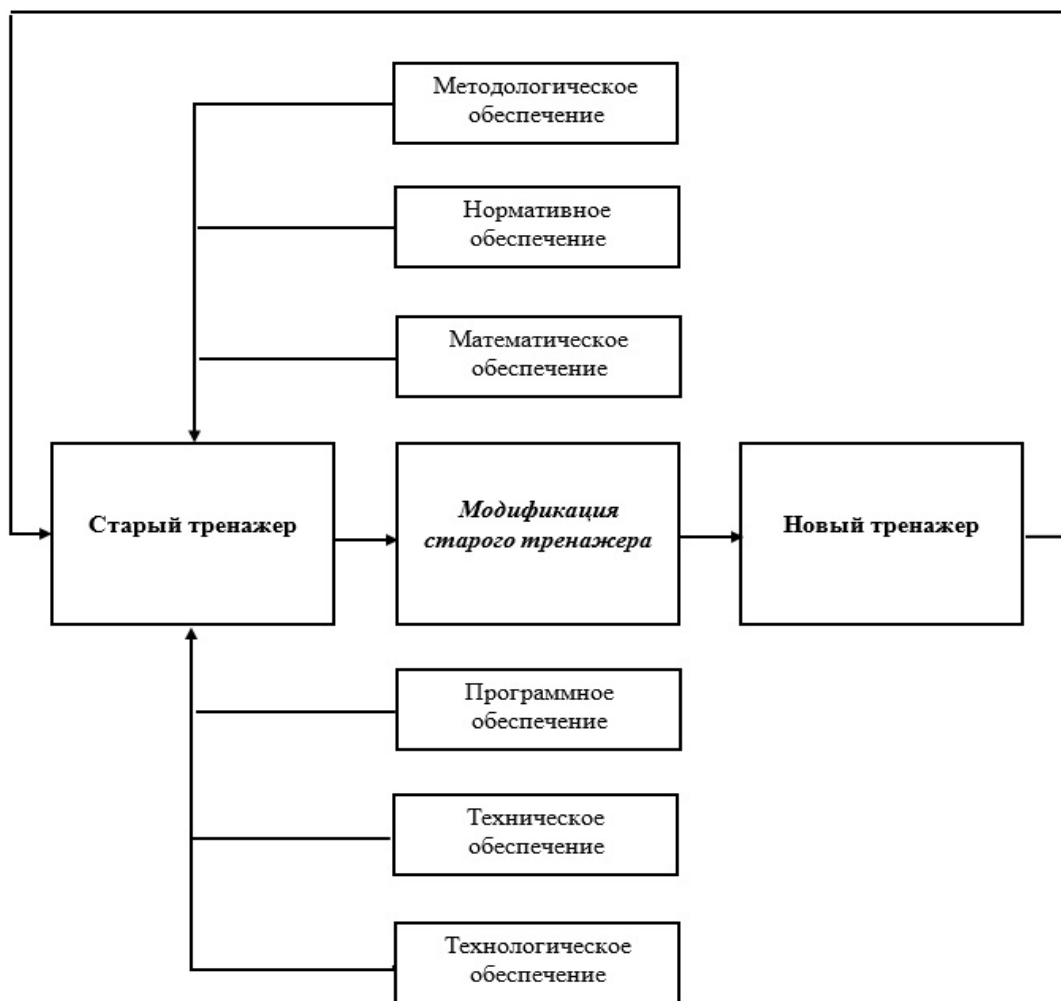 Методологическое
обеспечение
Нормативное
обеспечение
Математическое
обеспечение
Старый тренажер
Модификация
старого тренажера
Новый тренажер
Программное
обеспечение
Техническое
обеспечение
Технологическое
обеспечение